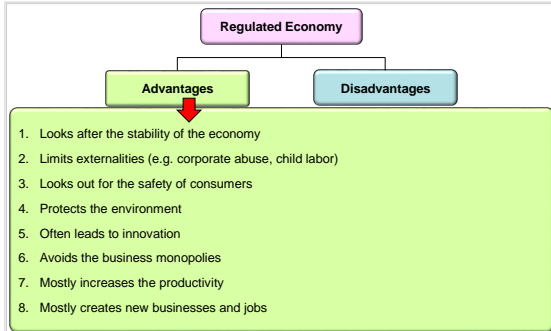 Regulated Economy
Advantages
Disadvantages
1. Looks after the stability of the economy
2. Limits externalities (e.g. corporate abuse, child labor)
3. Looks out for the safety of consumers
4. Protects the environment
5. Often leads to innovation
6. Avoids the business monopolies
7. Mostly increases the productivity
8. Mostly creates new businesses and jobs